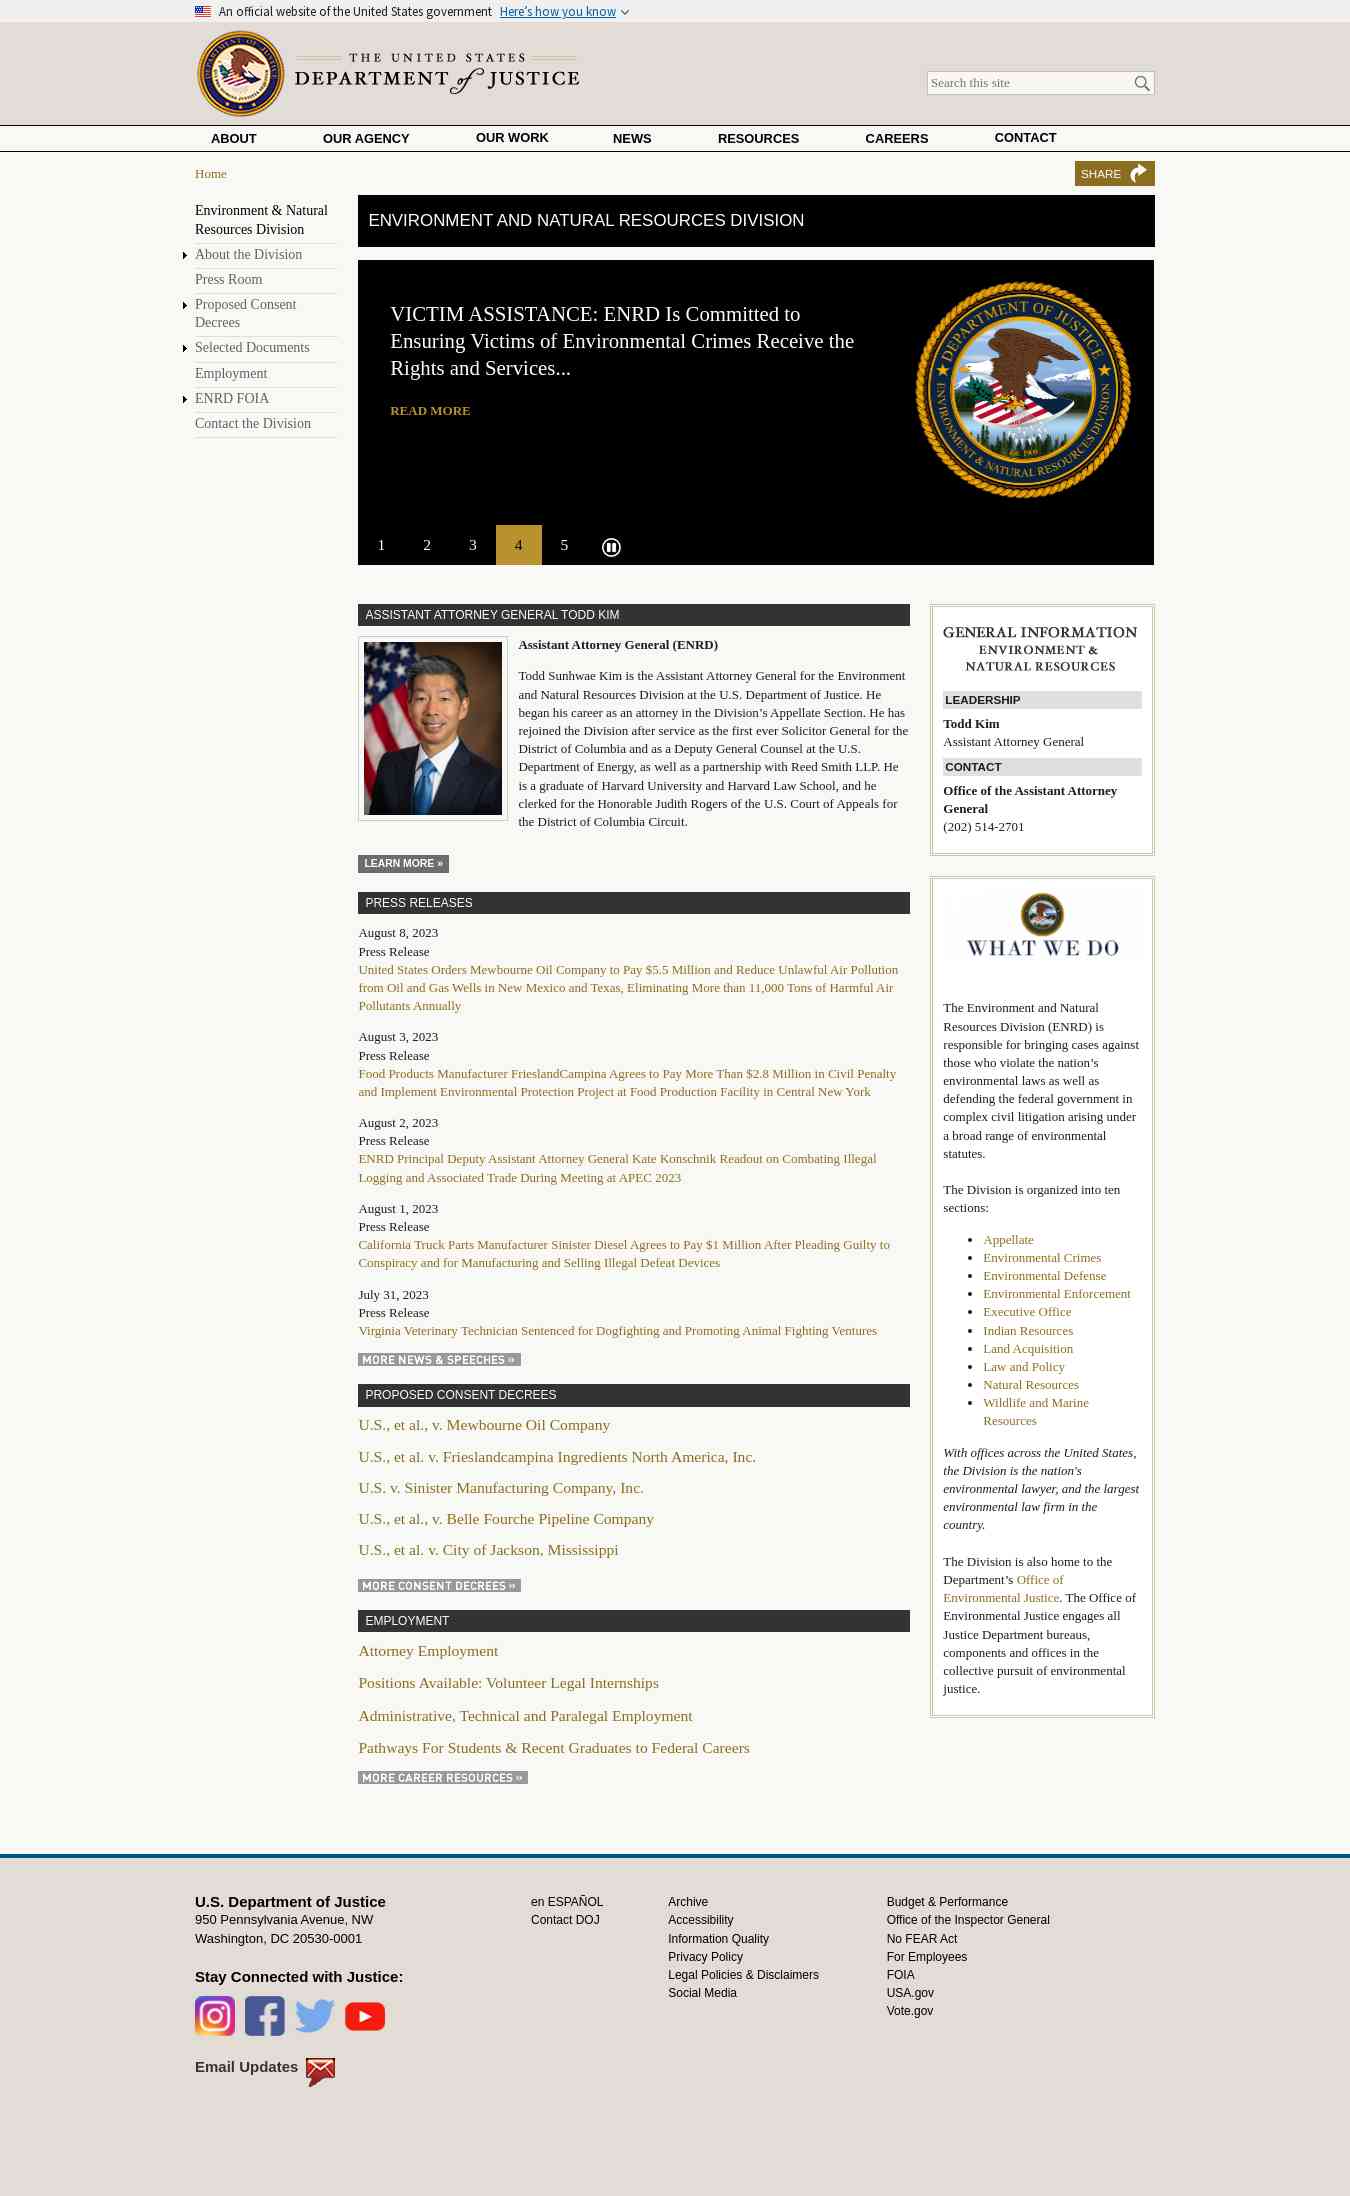 An official website of the United States government Here's how you know
THE UNITED STATES
DEPARTMENT of JUSTICE
Search this site
ABOUT OUR AGENCY OUR WORK NEWS RESOURCES CAREERS CONTACT
Home
SHARE
Environment & Natural
Resources Division
About the Division
Press Room
Proposed Consent
Decrees
Selected Documents
Employment
ENRD FOIA
Contact the Division
ENVIRONMENT AND NATURAL RESOURCES DIVISION
VICTIM ASSISTANCE: ENRD Is Committed to
Ensuring Victims of Environmental Crimes Receive the
Rights and Services...
READ MORE
DEPARTMENT OF JUSTICE
ENVIRONMENT & NATURAL RESOURCES DIVISION
Est. 1909
1 2 3 4 5
ASSISTANT ATTORNEY GENERAL TODD KIM
Assistant Attorney General (ENRD)
Todd Sunhwae Kim is the Assistant Attorney General for the Environment
and Natural Resources Division at the U.S. Department of Justice. He
began his career as an attorney in the Division’s Appellate Section. He has
rejoined the Division after service as the first ever Solicitor General for the
District of Columbia and as a Deputy General Counsel at the U.S.
Department of Energy, as well as a partnership with Reed Smith LLP. He
is a graduate of Harvard University and Harvard Law School, and he
clerked for the Honorable Judith Rogers of the U.S. Court of Appeals for
the District of Columbia Circuit.
LEARN MORE »
PRESS RELEASES
August 8, 2023
Press Release
United States Orders Mewbourne Oil Company to Pay $5.5 Million and Reduce Unlawful Air Pollution
from Oil and Gas Wells in New Mexico and Texas, Eliminating More than 11,000 Tons of Harmful Air
Pollutants Annually
August 3, 2023
Press Release
Food Products Manufacturer FrieslandCampina Agrees to Pay More Than $2.8 Million in Civil Penalty
and Implement Environmental Protection Project at Food Production Facility in Central New York
August 2, 2023
Press Release
ENRD Principal Deputy Assistant Attorney General Kate Konschnik Readout on Combating Illegal
Logging and Associated Trade During Meeting at APEC 2023
August 1, 2023
Press Release
California Truck Parts Manufacturer Sinister Diesel Agrees to Pay $1 Million After Pleading Guilty to
Conspiracy and for Manufacturing and Selling Illegal Defeat Devices
July 31, 2023
Press Release
Virginia Veterinary Technician Sentenced for Dogfighting and Promoting Animal Fighting Ventures
MORE NEWS & SPEECHES »
PROPOSED CONSENT DECREES
U.S., et al., v. Mewbourne Oil Company
U.S., et al. v. Frieslandcampina Ingredients North America, Inc.
U.S. v. Sinister Manufacturing Company, Inc.
U.S., et al., v. Belle Fourche Pipeline Company
U.S., et al. v. City of Jackson, Mississippi
MORE CONSENT DECREES »
EMPLOYMENT
Attorney Employment
Positions Available: Volunteer Legal Internships
Administrative, Technical and Paralegal Employment
Pathways For Students & Recent Graduates to Federal Careers
MORE CAREER RESOURCES »
GENERAL INFORMATION
ENVIRONMENT &
NATURAL RESOURCES
LEADERSHIP
Todd Kim
Assistant Attorney General
CONTACT
Office of the Assistant Attorney
General
(202) 514-2701
WHAT WE DO
The Environment and Natural
Resources Division (ENRD) is
responsible for bringing cases against
those who violate the nation’s
environmental laws as well as
defending the federal government in
complex civil litigation arising under
a broad range of environmental
statutes.
The Division is organized into ten
sections:
Appellate
Environmental Crimes
Environmental Defense
Environmental Enforcement
Executive Office
Indian Resources
Land Acquisition
Law and Policy
Natural Resources
Wildlife and Marine
Resources
With offices across the United States,
the Division is the nation's
environmental lawyer, and the largest
environmental law firm in the
country.
The Division is also home to the
Department’s Office of
Environmental Justice. The Office of
Environmental Justice engages all
Justice Department bureaus,
components and offices in the
collective pursuit of environmental
justice.
U.S. Department of Justice
950 Pennsylvania Avenue, NW
Washington, DC 20530-0001
Stay Connected with Justice:
Email Updates
en ESPAÑOL
Contact DOJ
Archive
Accessibility
Information Quality
Privacy Policy
Legal Policies & Disclaimers
Social Media
Budget & Performance
Office of the Inspector General
No FEAR Act
For Employees
FOIA
USA.gov
Vote.gov